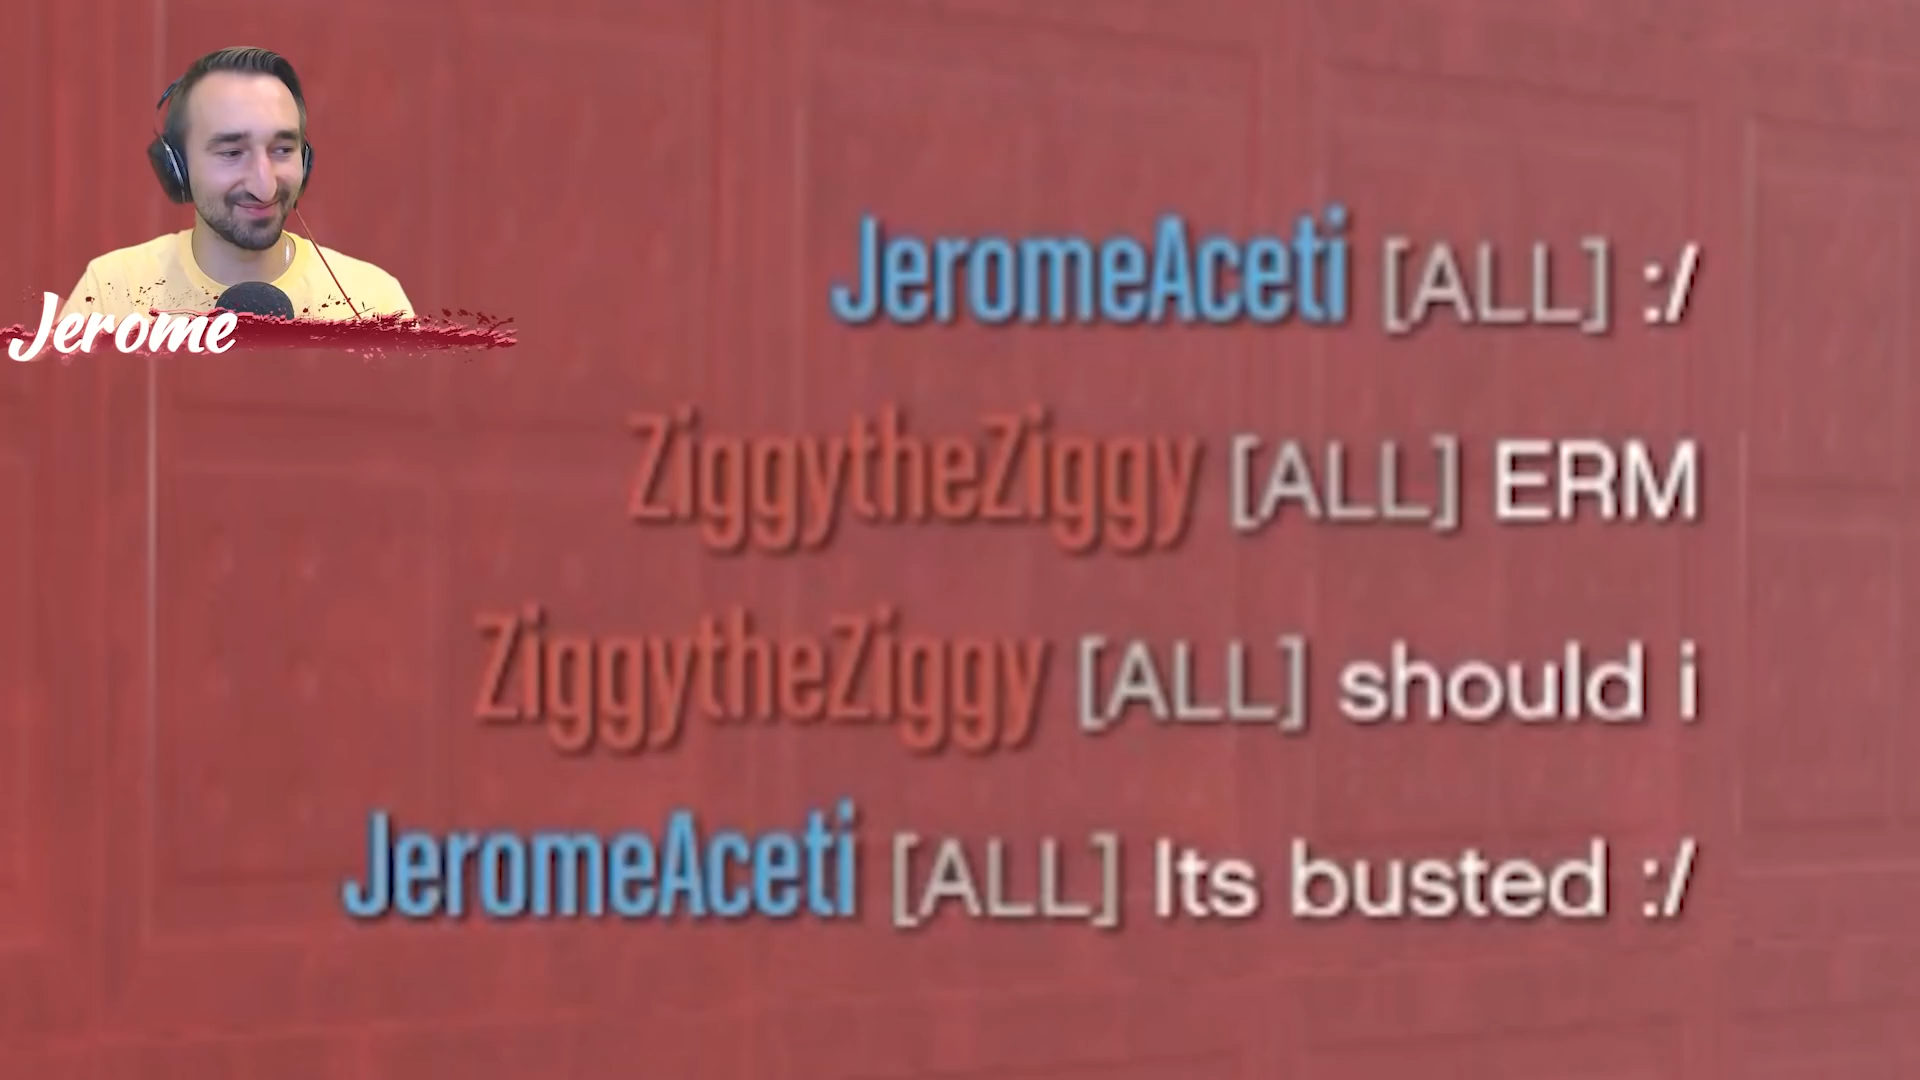 Jerome
JeromeAceti [ALL] :/
ZiggytheZiggy [ALL] ERM
ZiggytheZiggy [ALL] should i
JeromeAceti [ALL] Its busted :/